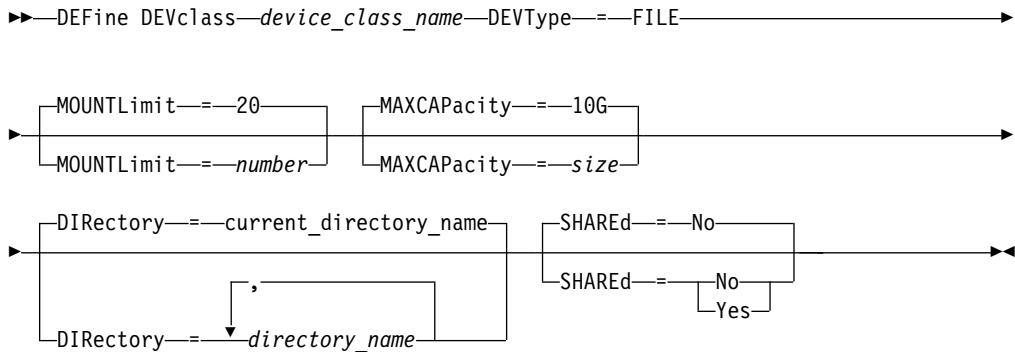 DEFine DEVclass device_class_name DEVType = FILE
MOUNTLimit = 20
MAXCAPacity = 10G
MOUNTLimit = number
MAXCAPacity = size
DIRectory = current_directory_name
SHAREd = No
,
SHAREd = No
Yes
DIRectory = directory_name